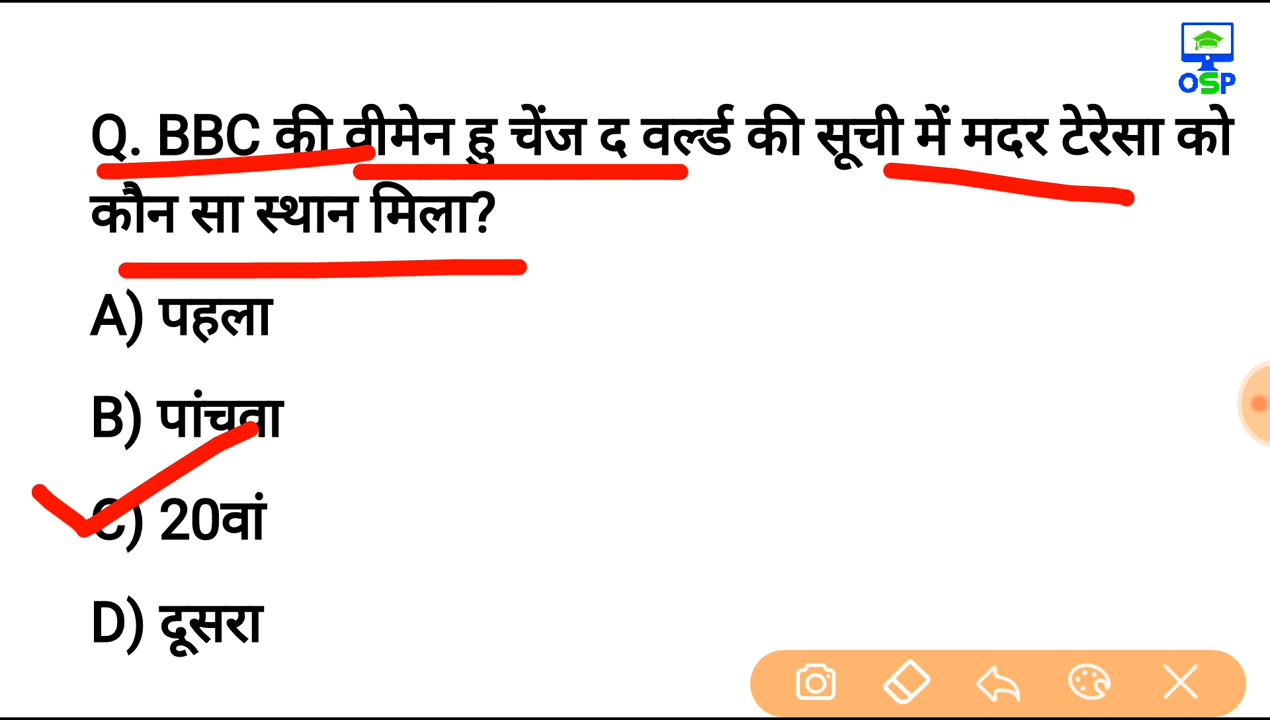 OSP
Q. BBC की वीमेन हु चेंज द वर्ल्ड की सूची में मदर टेरेसा को
कौन सा स्थान मिला?
A) पहला
B) पांचवा
C) 20वां
D) दूसरा